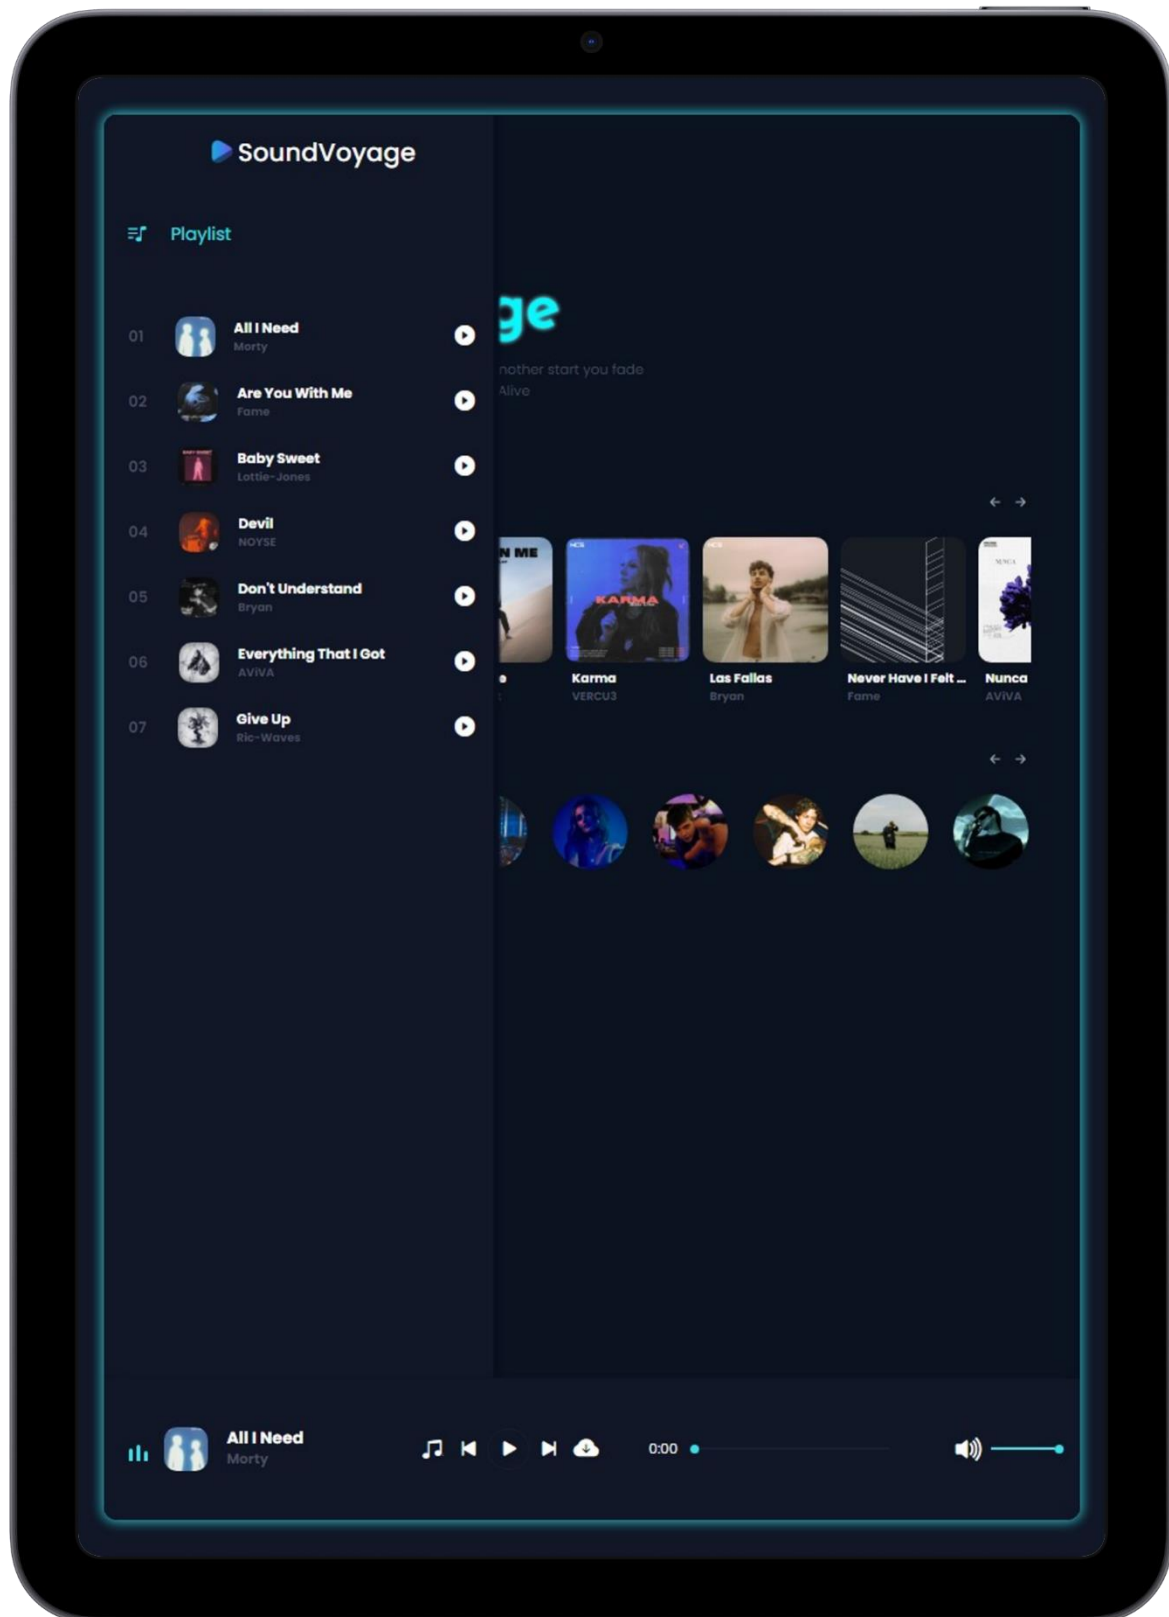 SoundVoyage
Playlist
01
All I Need
Morty
02
Are You With Me
Fame
03
Baby Sweet
Lottie-Jones
04
Devil
NOYSE
05
Don't Understand
Bryan
06
Everything That I Got
AViVA
07
Give Up
Ric-Waves
ge
nother start you fade
Alive
N ME
NCS
KARMA
NCS
NUNCA
e
Karma
VERCU3
Las Fallas
Bryan
Never Have I Felt ...
Fame
Nunca
AViVA
All I Need
Morty
0:00